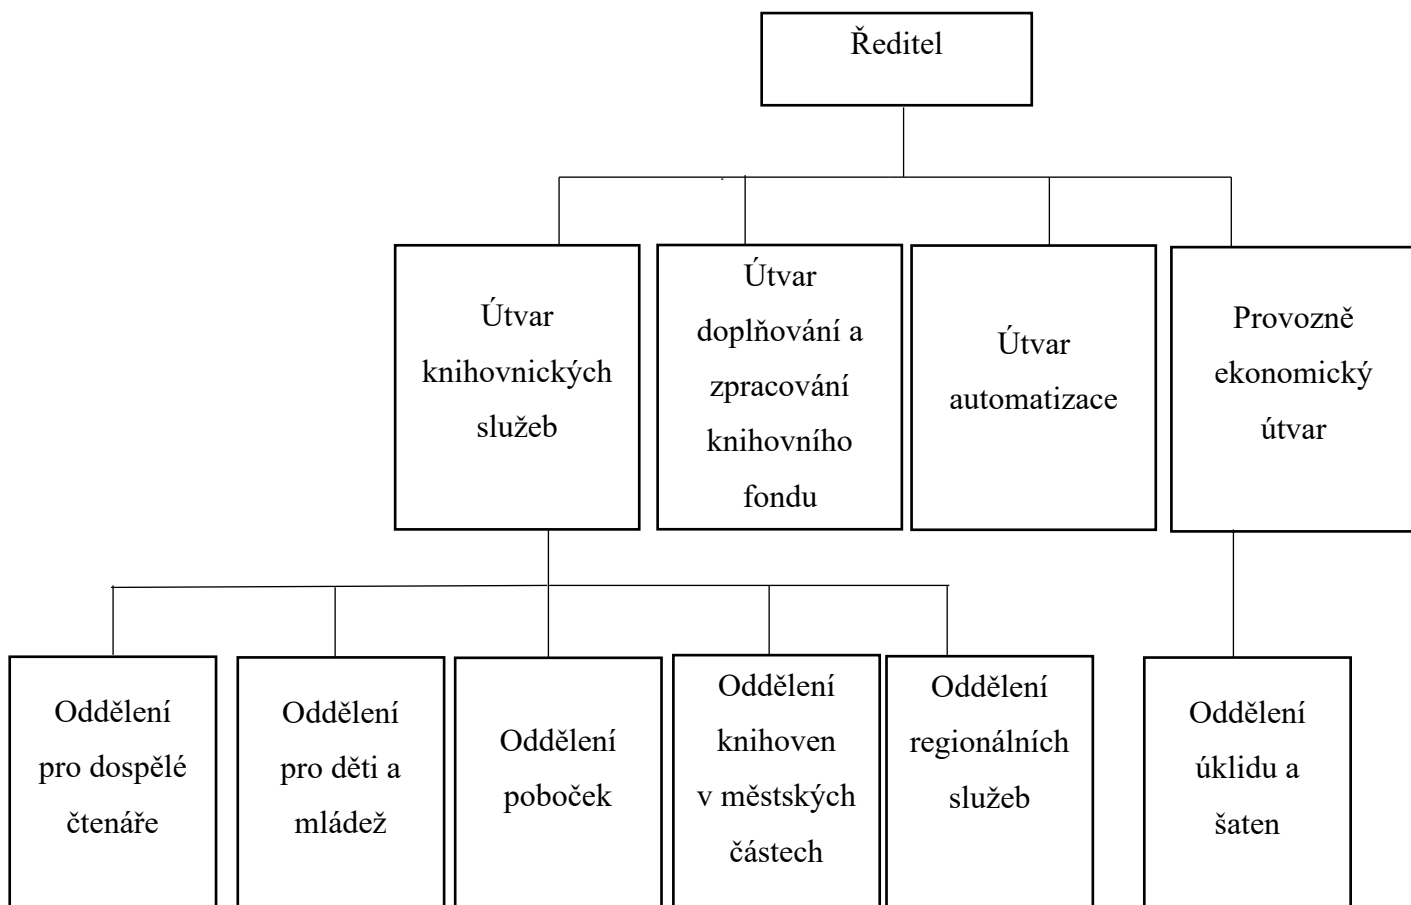 Ředitel
Útvar
knihovnických
služeb
Útvar
doplňování a
zpracování
knihovního
fondu
Útvar
automatizace
Provozně
ekonomický
útvar
Oddělení
pro dospělé
čtenáře
Oddělení
pro děti a
mládež
Oddělení
poboček
Oddělení
knihoven
v městských
částech
Oddělení
regionálních
služeb
Oddělení
úklidu a
šaten